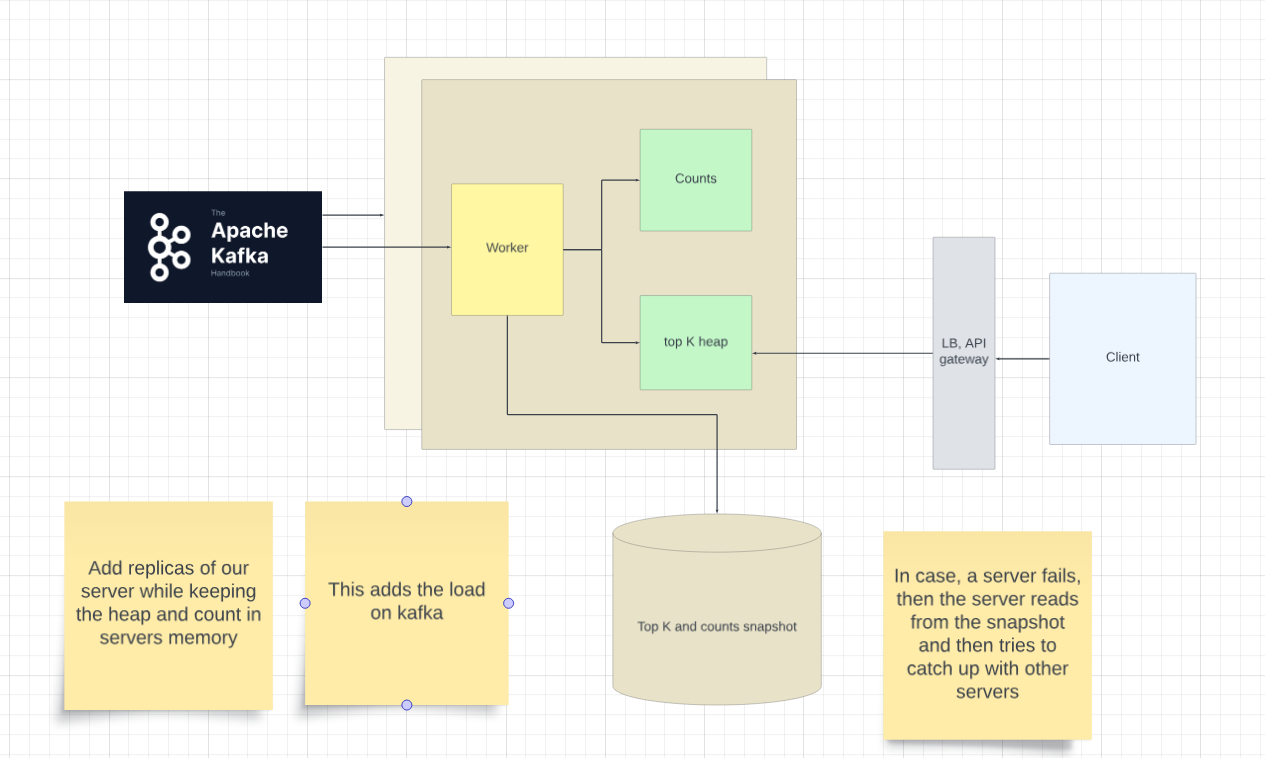 Counts
The
Apache
Kafka
Handbook
Worker
top K heap
LB, API
gateway
Client
Add replicas of our
server while keeping
the heap and count in
servers memory
This adds the load
on kafka
Top K and counts snapshot
In case, a server fails,
then the server reads
from the snapshot
and then tries to
catch up with other
servers